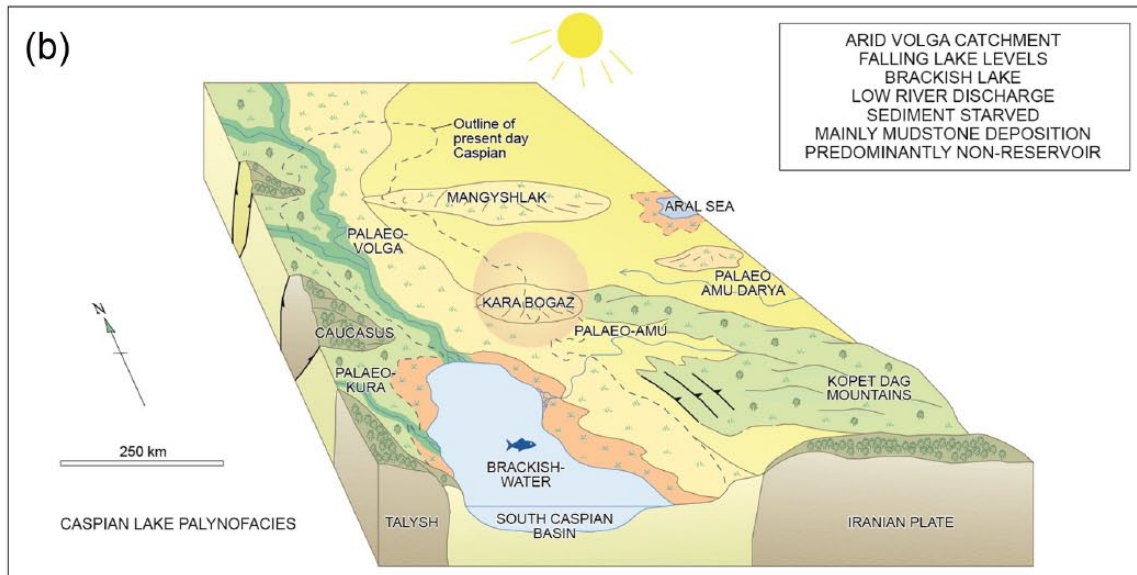 (b)
ARID VOLGA CATCHMENT
FALLING LAKE LEVELS
BRACKISH LAKE
LOW RIVER DISCHARGE
SEDIMENT STARVED
MAINLY MUDSTONE DEPOSITION
PREDOMINANTLY NON-RESERVOIR
Outline of
present day
Caspian
MANGYSHLAK
ARAL SEA
PALAEO-
VOLGA
PALAEO
AMU DARYA
KARA BOGAZ
N
CAUCASUS
PALAEO-AMU
PALAEO-
KURA
KOPET DAG
MOUNTAINS
250 km
BRACKISH-
WATER
CASPIAN LAKE PALYNOFACIES
TALYSH
SOUTH CASPIAN
BASIN
IRANIAN PLATE